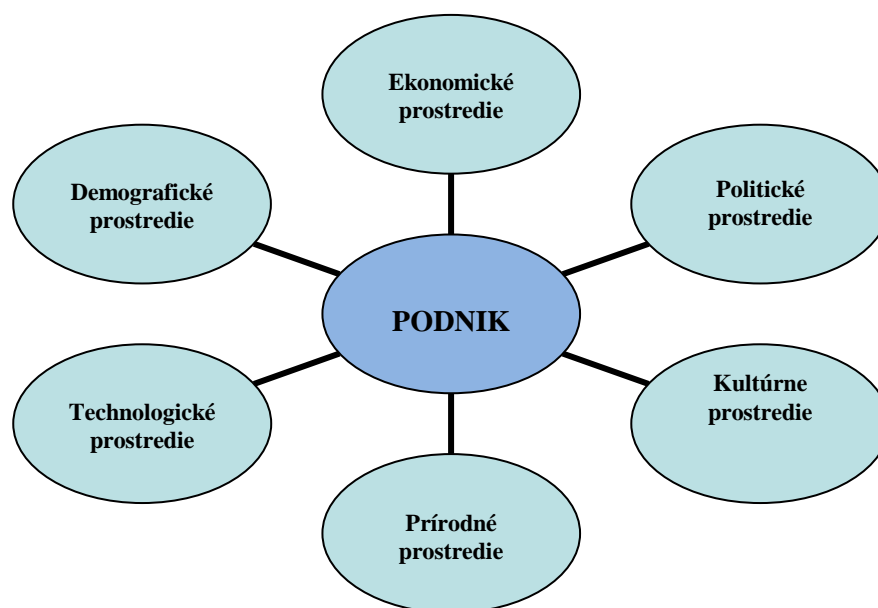 Ekonomické
prostredie
Demografické
prostredie
Politické
prostredie
PODNIK
Technologické
prostredie
Kultúrne
prostredie
Prírodné
prostredie